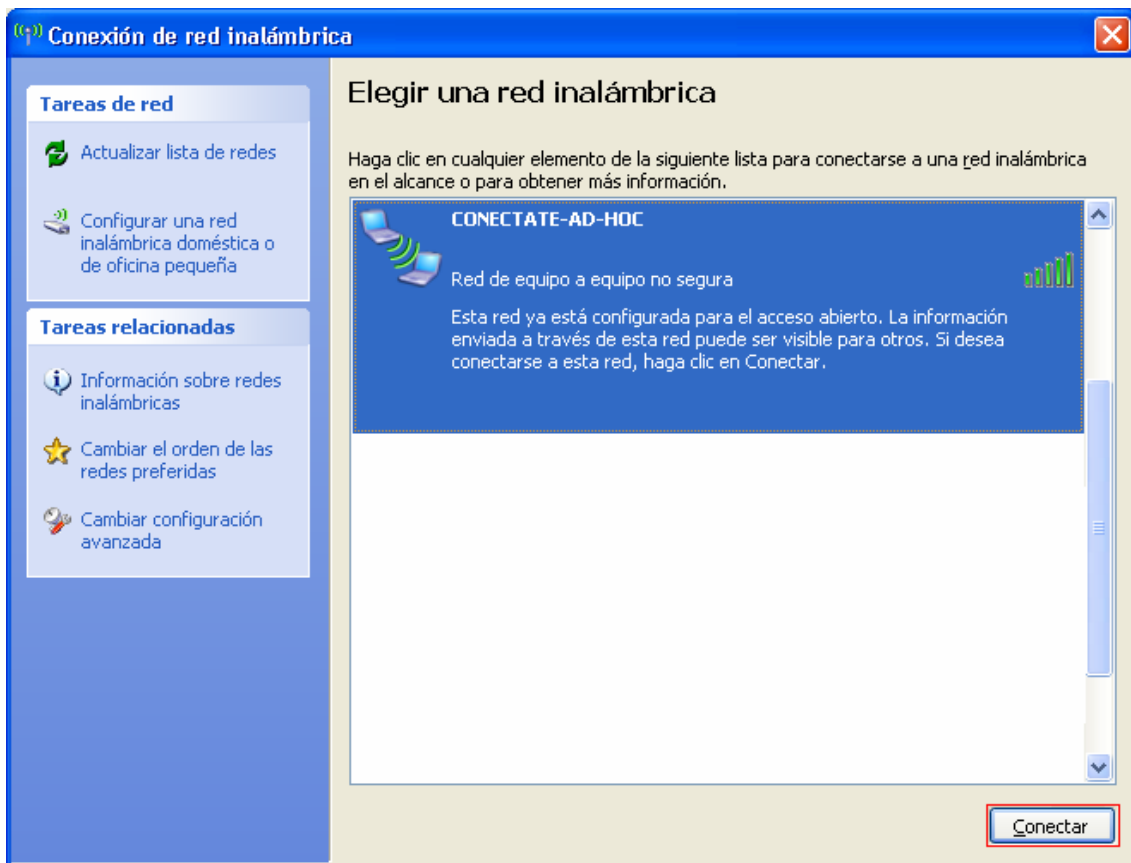 Conexión de red inalámbrica
Tareas de red
Actualizar lista de redes
Configurar una red
inalámbrica doméstica o
de oficina pequeña
Tareas relacionadas
Información sobre redes
inalámbricas
Cambiar el orden de las
redes preferidas
Cambiar configuración
avanzada
Elegir una red inalámbrica
Haga clic en cualquier elemento de la siguiente lista para conectarse a una red inalámbrica
en el alcance o para obtener más información.
CONECTATE-AD-HOC
Red de equipo a equipo no segura
Esta red ya está configurada para el acceso abierto. La información
enviada a través de esta red puede ser visible para otros. Si desea
conectarse a esta red, haga clic en Conectar.
Conectar